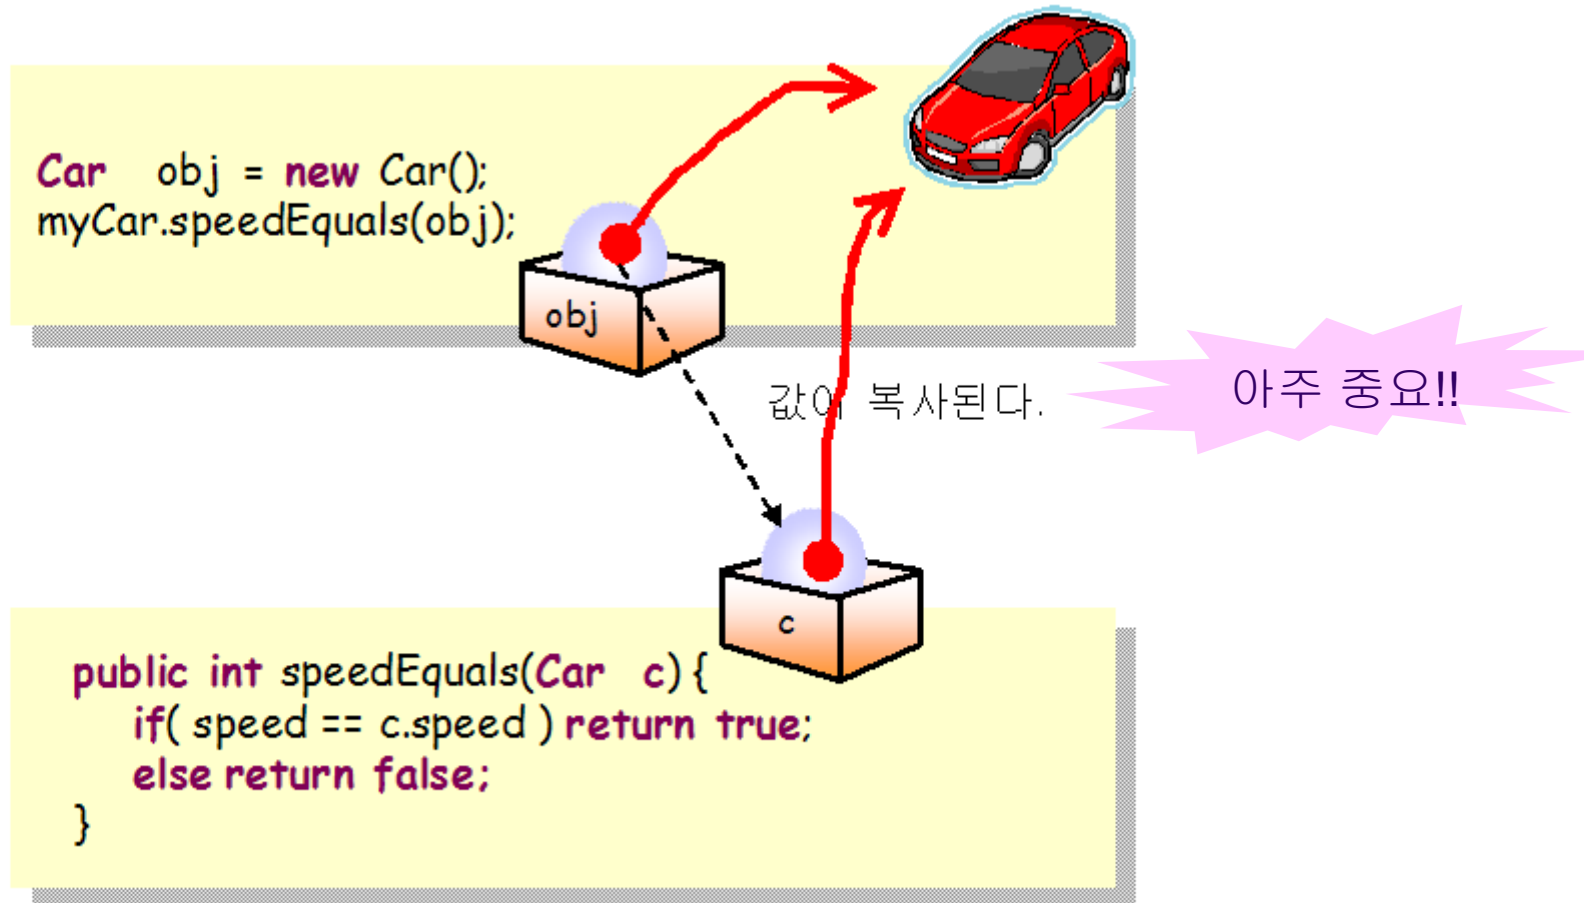 Car obj = new Car();
myCar.speedEquals(obj);
obj
값이 복사된다.
아주 중요!!
c
public int speedEquals(Car c) {
if( speed == c.speed ) return true;
else return false;
}